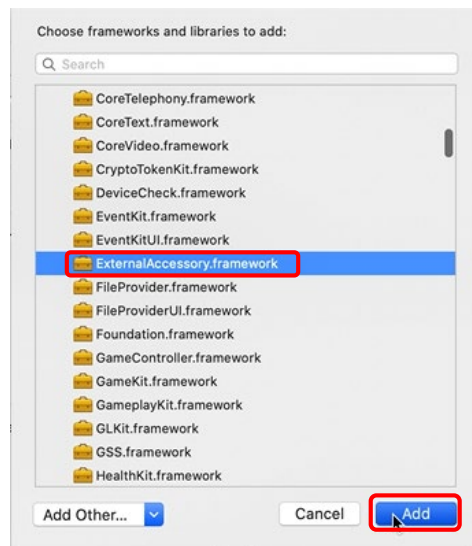 Choose frameworks and libraries to add:
Search
CoreTelephony.framework
CoreText.framework
CoreVideo.framework
CryptoTokenKit.framework
DeviceCheck.framework
EventKit.framework
EventKitUI.framework
ExternalAccessory.framework
FileProvider.framework
FileProviderUI.framework
Foundation.framework
GameController.framework
GameKit.framework
GameplayKit.framework
GLKit.framework
GSS.framework
HealthKit.framework
Add Other... Cancel Add